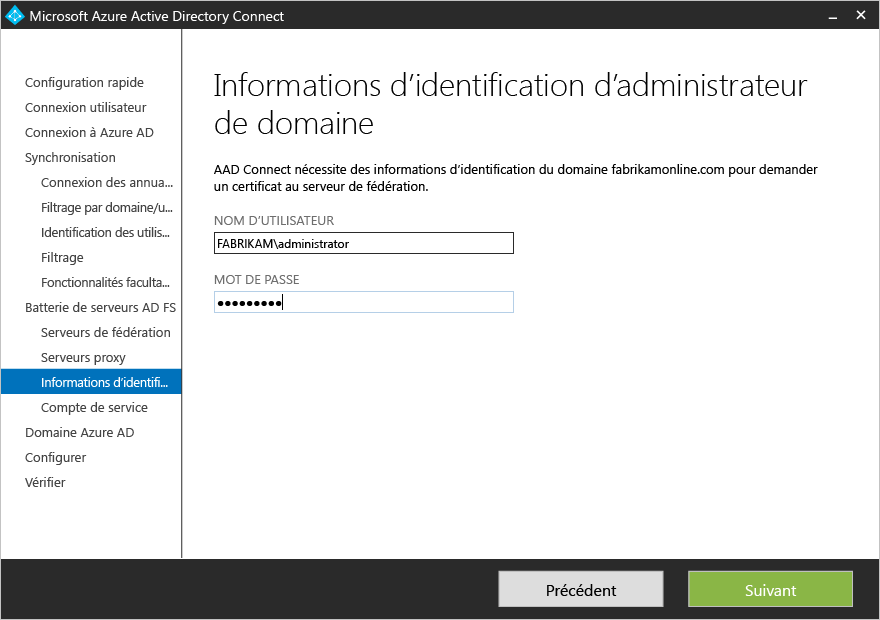 Microsoft Azure Active Directory Connect
Configuration rapide
Connexion utilisateur
Connexion à Azure AD
Synchronisation
Connexion des annua...
Filtrage par domaine/u...
Identification des utilis...
Filtrage
Fonctionnalités faculta...
Batterie de serveurs AD FS
Serveurs de fédération
Serveurs proxy
Informations d’identifi...
Compte de service
Domaine Azure AD
Configurer
Vérifier
Informations d’identification d’administrateur
de domaine
AAD Connect nécessite des informations d’identification du domaine fabrikamonline.com pour demander
un certificat au serveur de fédération.
NOM D’UTILISATEUR
FABRIKAM\administrator
MOT DE PASSE
●●●●●●●●●
Précédent
Suivant